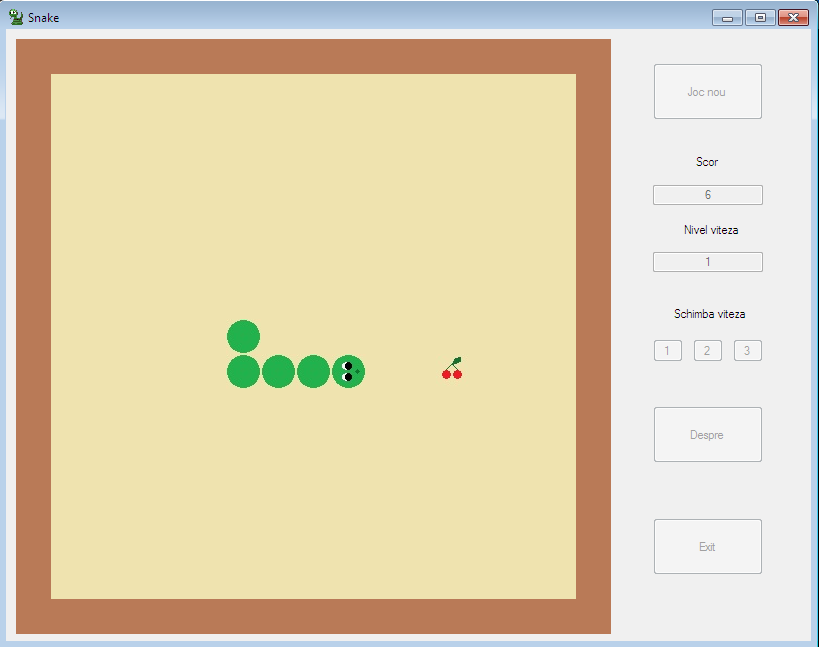 Snake
Joc nou
Scor
6
Nivel viteza
1
Schimba viteza
1 2 3
Despre
Exit